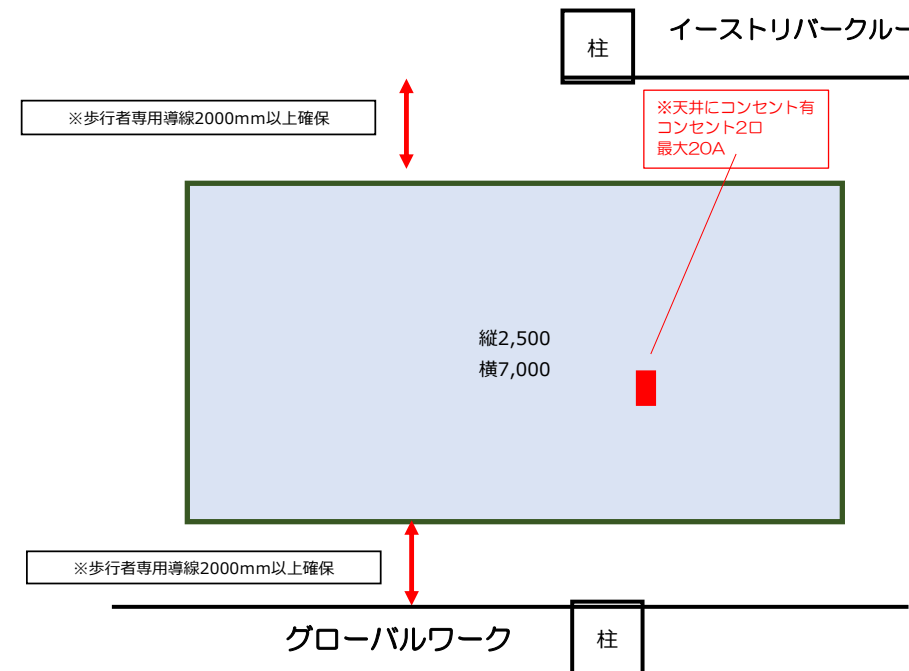 柱
イーストリバークルー
※歩行者専用導線2000mm以上確保
※天井にコンセント有
コンセント2口
最大20A
縦2,500
横7,000
※歩行者専用導線2000mm以上確保
グローバルワーク
柱